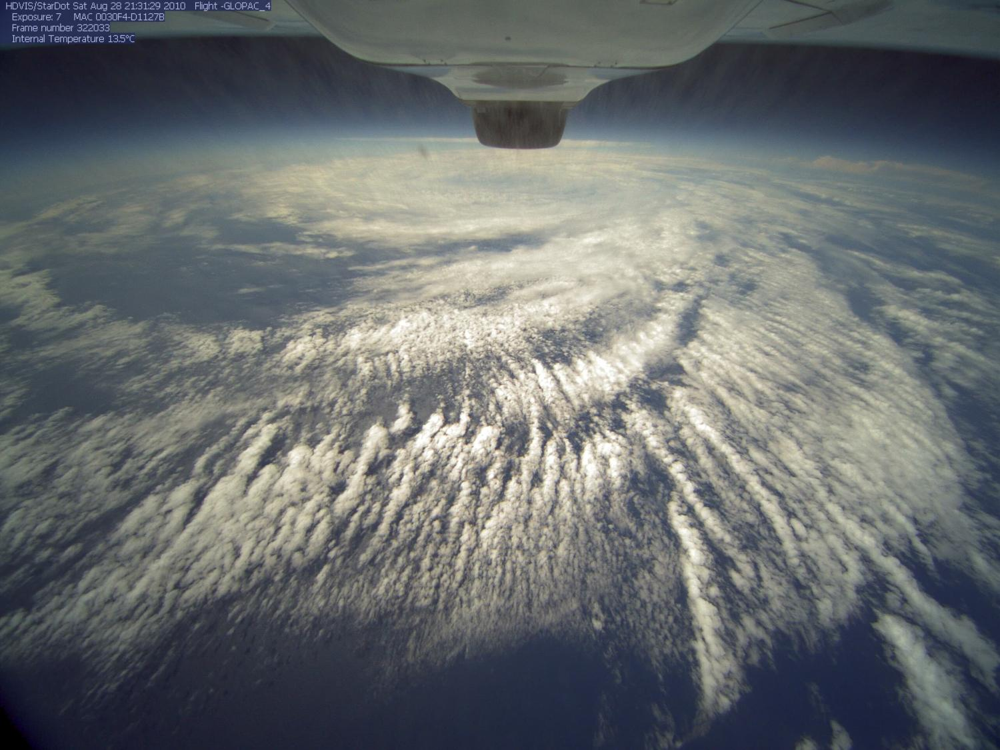 HDVIS/StarDot Sat Aug 28 21:31:29 2010 Flight -GLOPAC_4
Exposure: 7 MAC 0030F4-D1127B
Frame number 322033
Internal Temperature 13.5°C